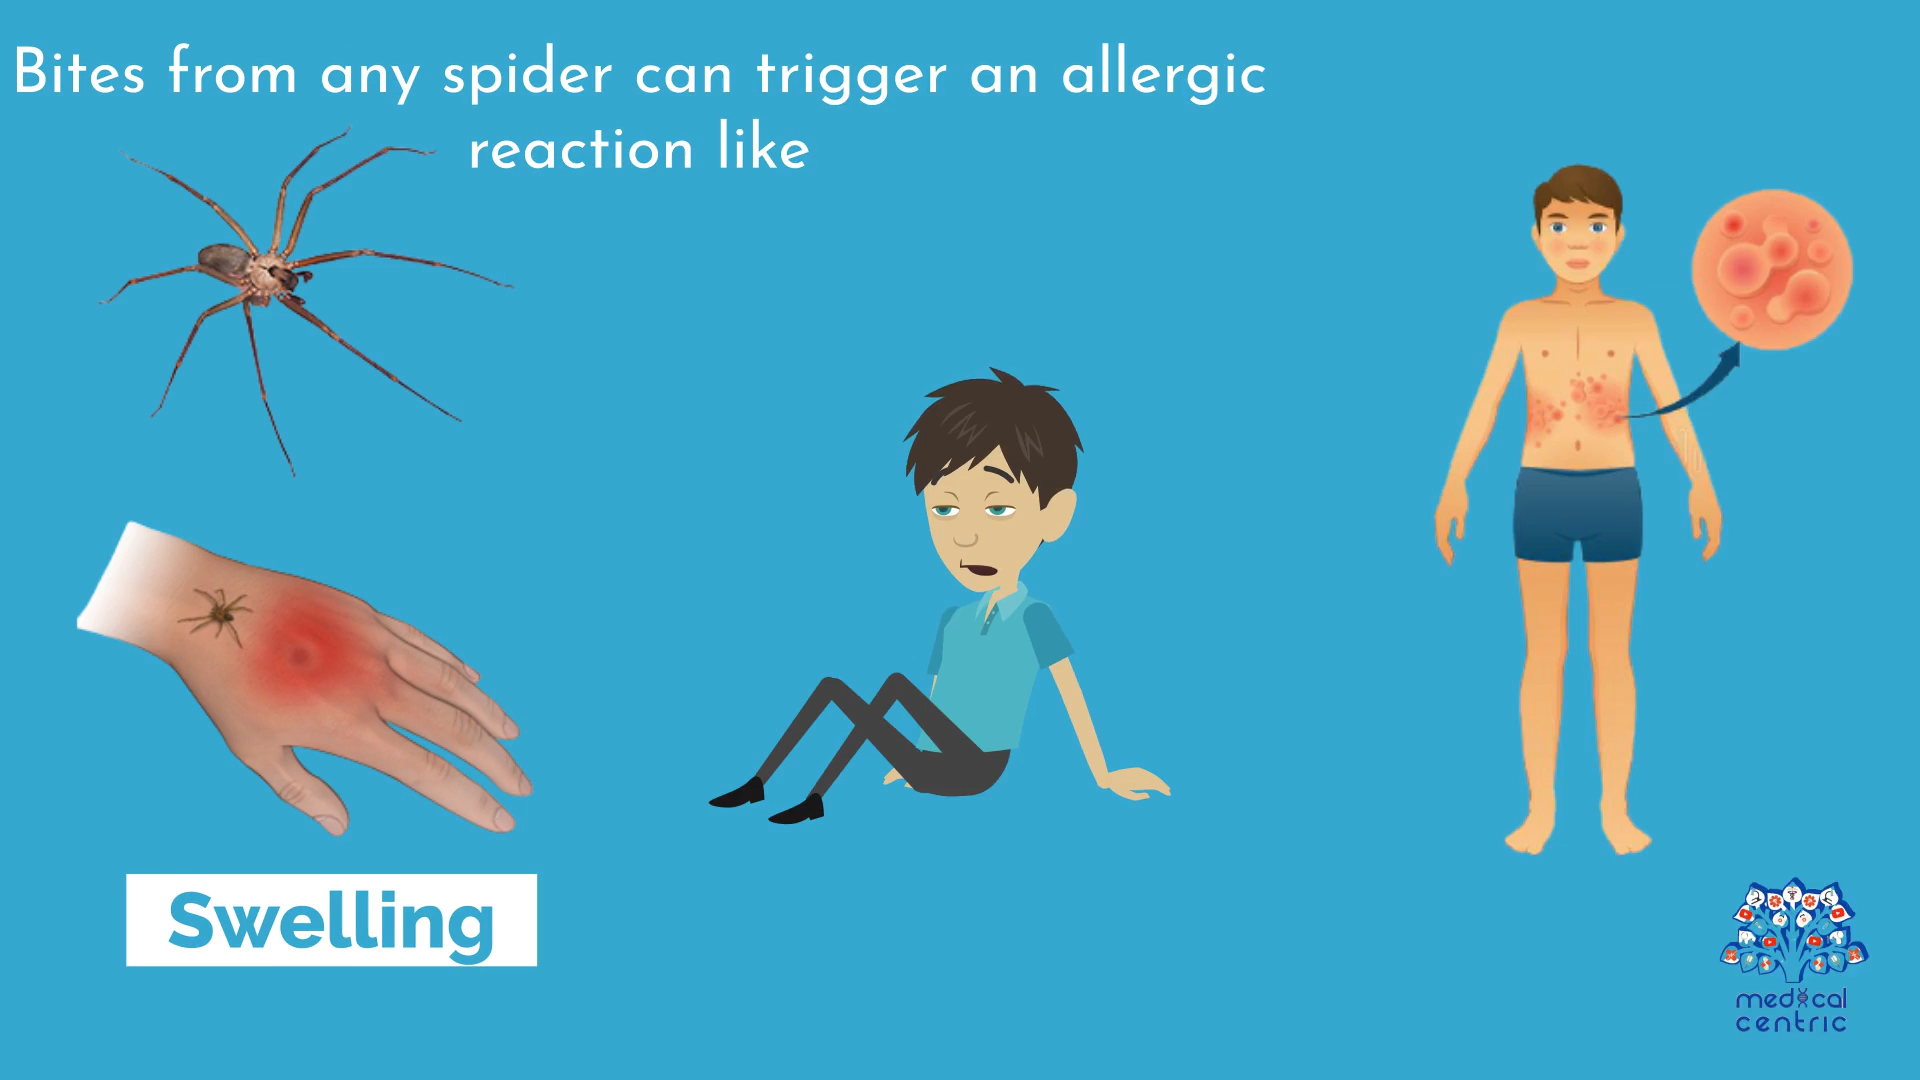 Bites from any spider can trigger an allergic
reaction like
Swelling
medical
centric